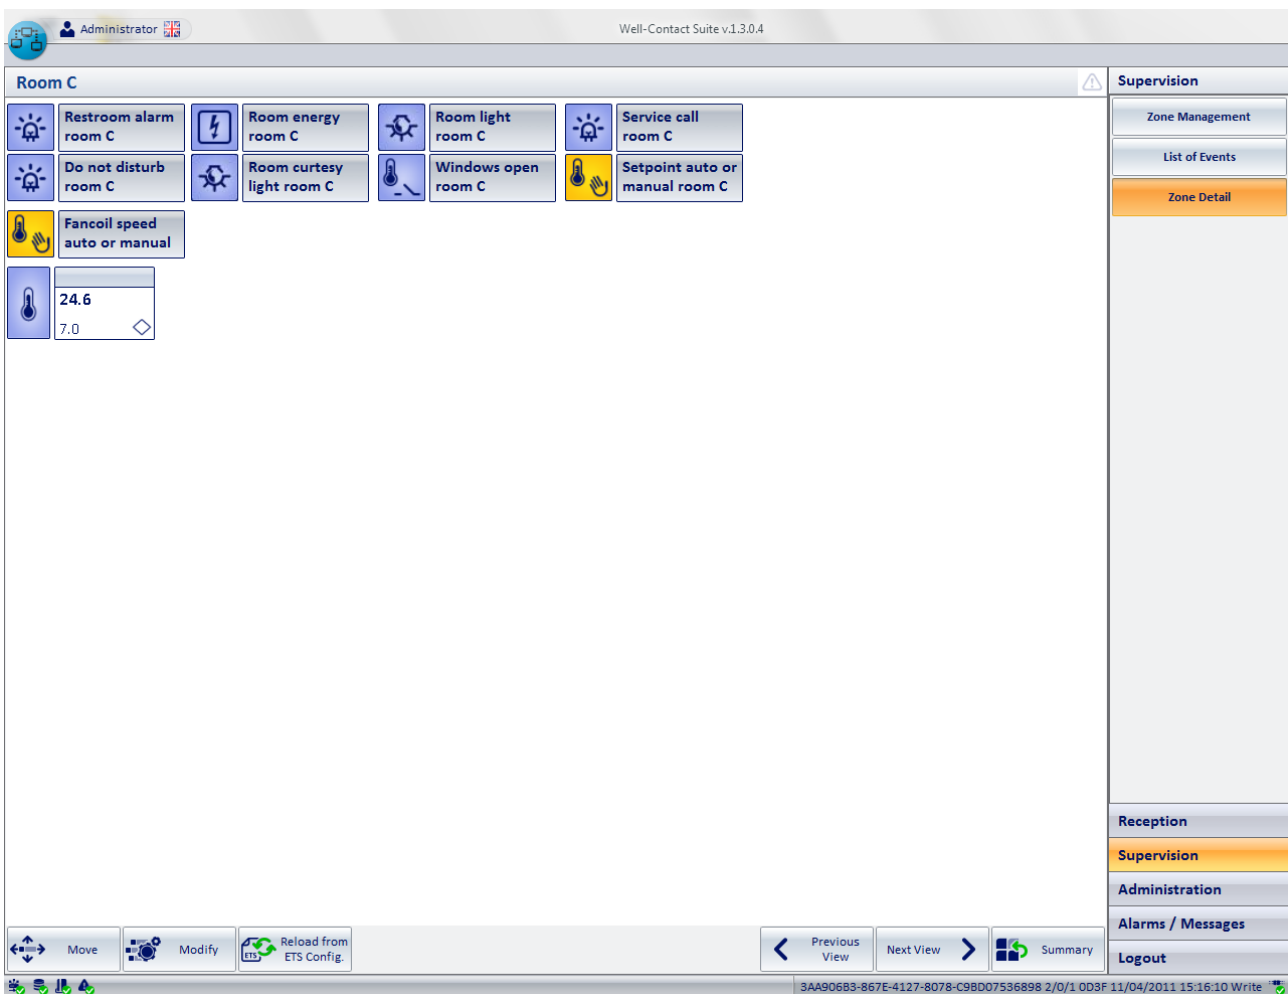 Administrator
Well-Contact Suite v.1.3.0.4
Room C
Supervision
Restroom alarm
room C
Room energy
room C
Room light
room C
Service call
room C
Do not disturb
room C
Room curtesy
light room C
Windows open
room C
Setpoint auto or
manual room C
Fancoil speed
auto or manual
24.6
7.0
Zone Management
List of Events
Zone Detail
Reception
Supervision
Administration
Alarms / Messages
Logout
Move
Modify
ETS
Reload from
ETS Config.
Previous
View
Next View
Summary
3AA906B3-867E-4127-8078-C9BD07536898 2/0/1 0D3F 11/04/2011 15:16:10 Write